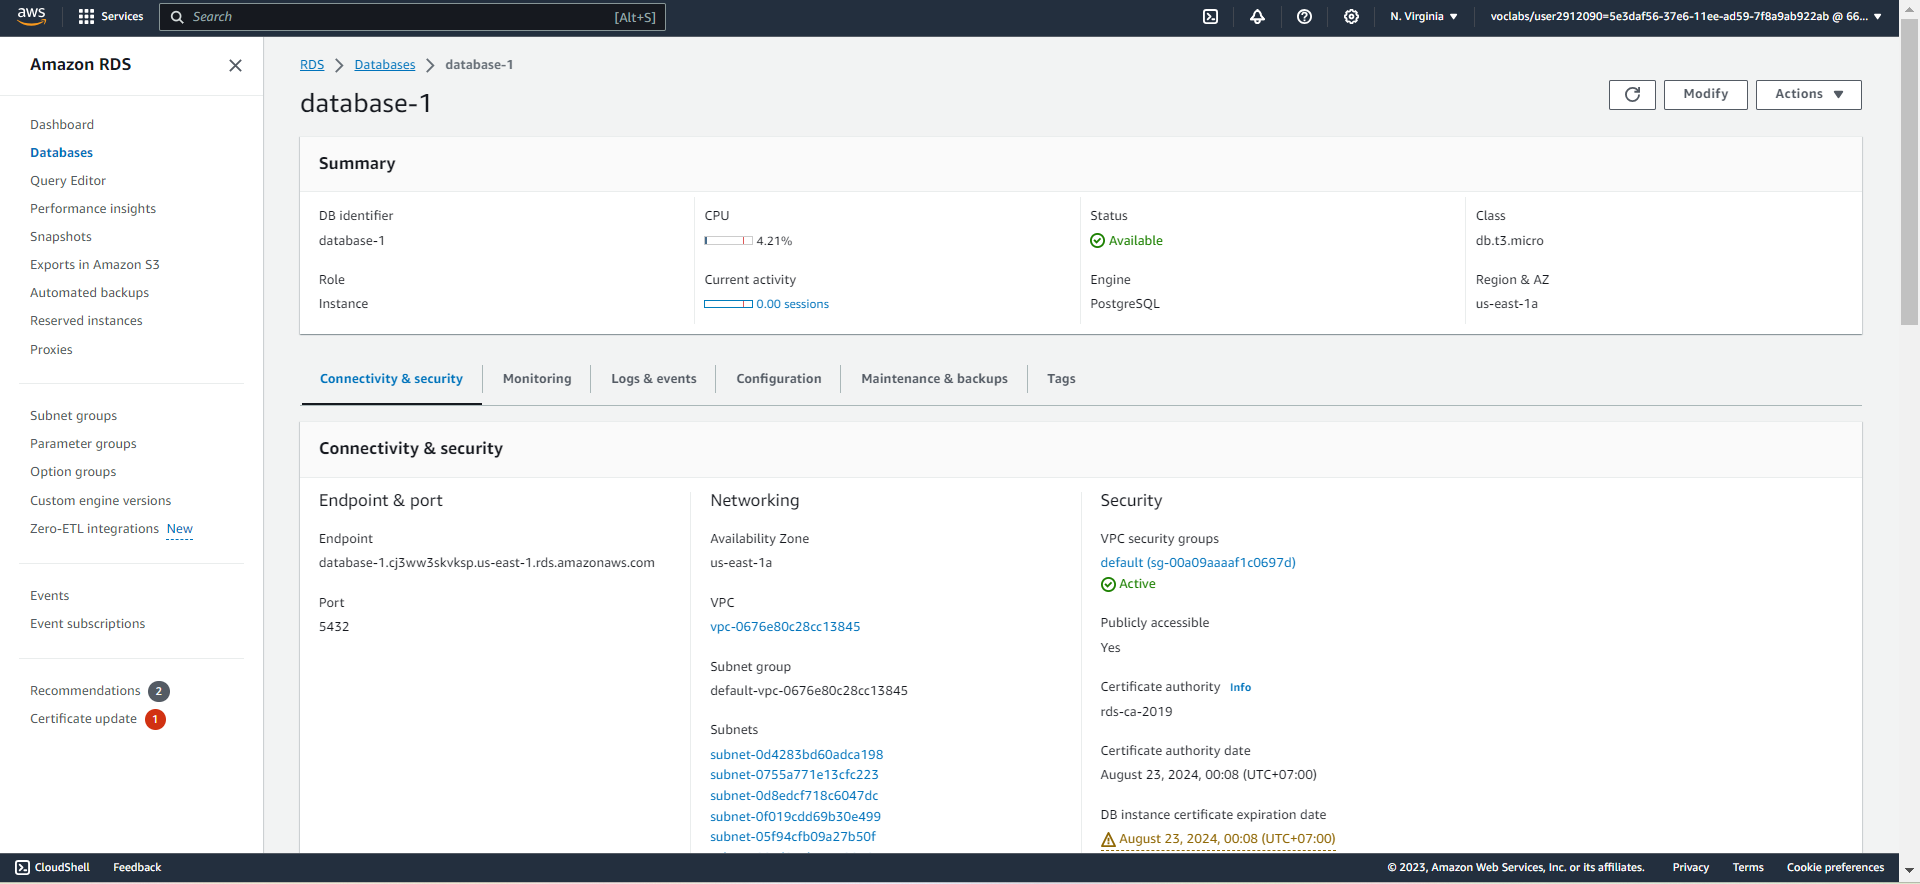 aws
Services
Search
[Alt+S]
N. Virginia
voclabs/user2912090=5e3daf56-37e6-11ee-ad59-7f8a9ab922ab @ 66...
Amazon RDS
Dashboard
Databases
Query Editor
Performance insights
Snapshots
Exports in Amazon S3
Automated backups
Reserved instances
Proxies
Subnet groups
Parameter groups
Option groups
Custom engine versions
Zero-ETL integrations New
Events
Event subscriptions
Recommendations 2
Certificate update 1
RDS
Databases
database-1
database-1
Modify
Actions
Summary
DB identifier
database-1
Role
Instance
CPU
4.21%
Current activity
0.00 sessions
Status
Available
Engine
PostgreSQL
Class
db.t3.micro
Region & AZ
us-east-1a
Connectivity & security
Monitoring
Logs & events
Configuration
Maintenance & backups
Tags
Connectivity & security
Endpoint & port
Endpoint
database-1.cj3ww3skvksp.us-east-1.rds.amazonaws.com
Port
5432
Networking
Availability Zone
us-east-1a
VPC
vpc-0676e80c28cc13845
Subnet group
default-vpc-0676e80c28cc13845
Subnets
subnet-0d4283bd60adca198
subnet-0755a771e13cfc223
subnet-0d8edcf718c6047dc
subnet-0f019cdd69b30e499
subnet-05f94cfb09a27b50f
Security
VPC security groups
default (sg-00a09aaaaf1c0697d)
Active
Publicly accessible
Yes
Certificate authority Info
rds-ca-2019
Certificate authority date
August 23, 2024, 00:08 (UTC+07:00)
DB instance certificate expiration date
August 23, 2024, 00:08 (UTC+07:00)
CloudShell
Feedback
© 2023, Amazon Web Services, Inc. or its affiliates.
Privacy
Terms
Cookie preferences